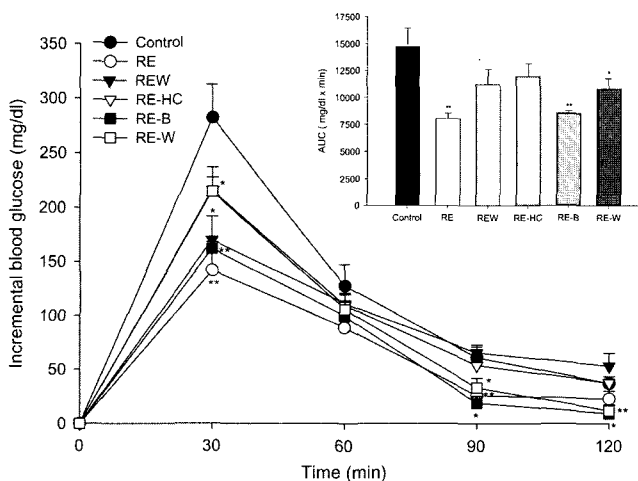 350
300
250
200
150
100
50
0
Incremental blood glucose (mg/dl)
Control
RE
REW
RE-HC
RE-B
RE-W
*
*
**
**
*
**
*
**
*
0
30
60
90
120
Time (min)
17500
15000
12500
10000
7500
5000
2500
0
AUC ( mg/dl x min)
**
**
*
Control
RE
REW
RE-HC
RE-B
RE-W